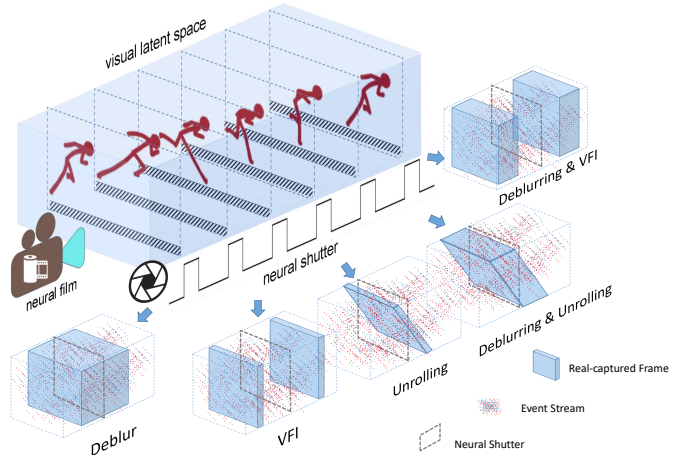 visual latent space
Deblurring & VFI
neural shutter
neural film
Deblurring & Unrolling
Unrolling
Deblur
VFI
Real-captured Frame
Event Stream
Neural Shutter